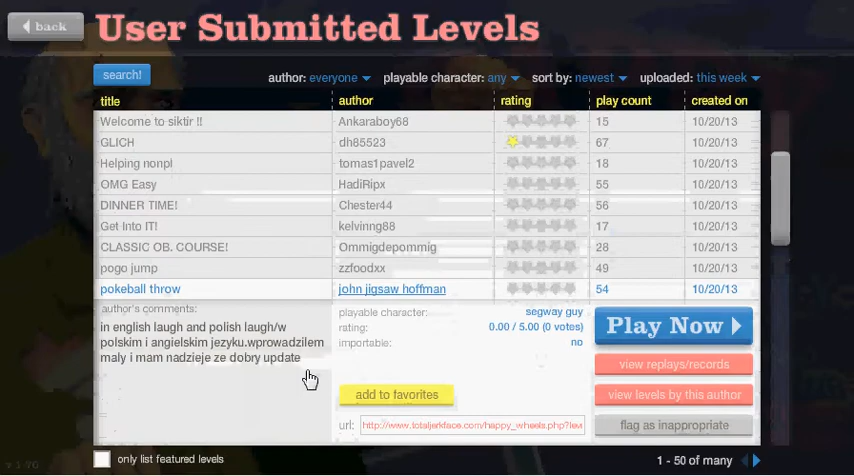 back
User Submitted Levels
search!
author: everyone playable character: any sort by: newest uploaded: this week
title author rating play count created on
Welcome to siktir !! Ankaraboy68 15 10/20/13
GLICH dh85523 67 10/20/13
Helping nonpl tomas1pavel2 18 10/20/13
OMG Easy HadiRipx 55 10/20/13
DINNER TIME! Chester44 56 10/20/13
Get Into IT! kelvinng88 17 10/20/13
CLASSIC OB. COURSE! Ommigdepommig 28 10/20/13
pogo jump zzfoodxx 49 10/20/13
pokeball throw john jigsaw hoffman 54 10/20/13
author's comments:
in english laugh and polish laugh/w
polskim i angielskim jezyku.wprowadzilem
maly i mam nadzieje ze dobry update
playable character: segway guy
rating: 0.00 / 5.00 (0 votes)
importable: no
add to favorites
url: http://www.totaljerkface.com/happy_wheels.php?lev
Play Now
view replays/records
view levels by this author
flag as inappropriate
only list featured levels
1 - 50 of many
v 1.76